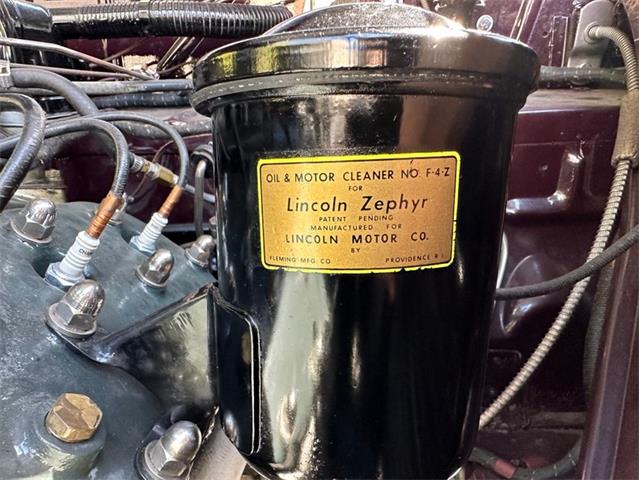 OIL & MOTOR CLEANER NO. F-4-Z
FOR
Lincoln Zephyr
PATENT PENDING
MANUFACTURED FOR
LINCOLN MOTOR CO.
BY
FLEMING MFG. CO. PROVIDENCE R.I.